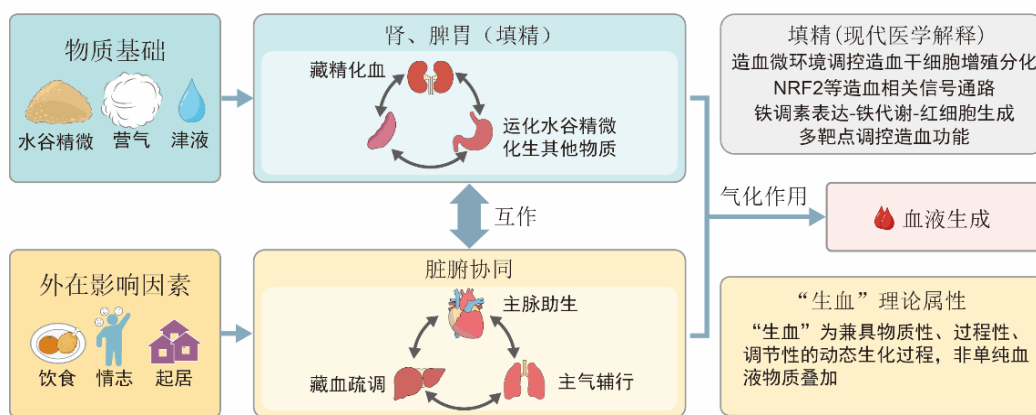 物质基础
水谷精微
营气
津液
肾、脾胃（填精）
藏精化血
运化水谷精微
化生其他物质
填精(现代医学解释)
造血微环境调控造血干细胞增殖分化
NRF2等造血相关信号通路
铁调素表达-铁代谢-红细胞生成
多靶点调控造血功能
互作
气化作用
血液生成
外在影响因素
饮食
情志
起居
脏腑协同
主脉助生
藏血疏调
主气辅行
“生血”理论属性
“生血”为兼具物质性、过程性、
调节性的动态生化过程，非单纯血
液物质叠加